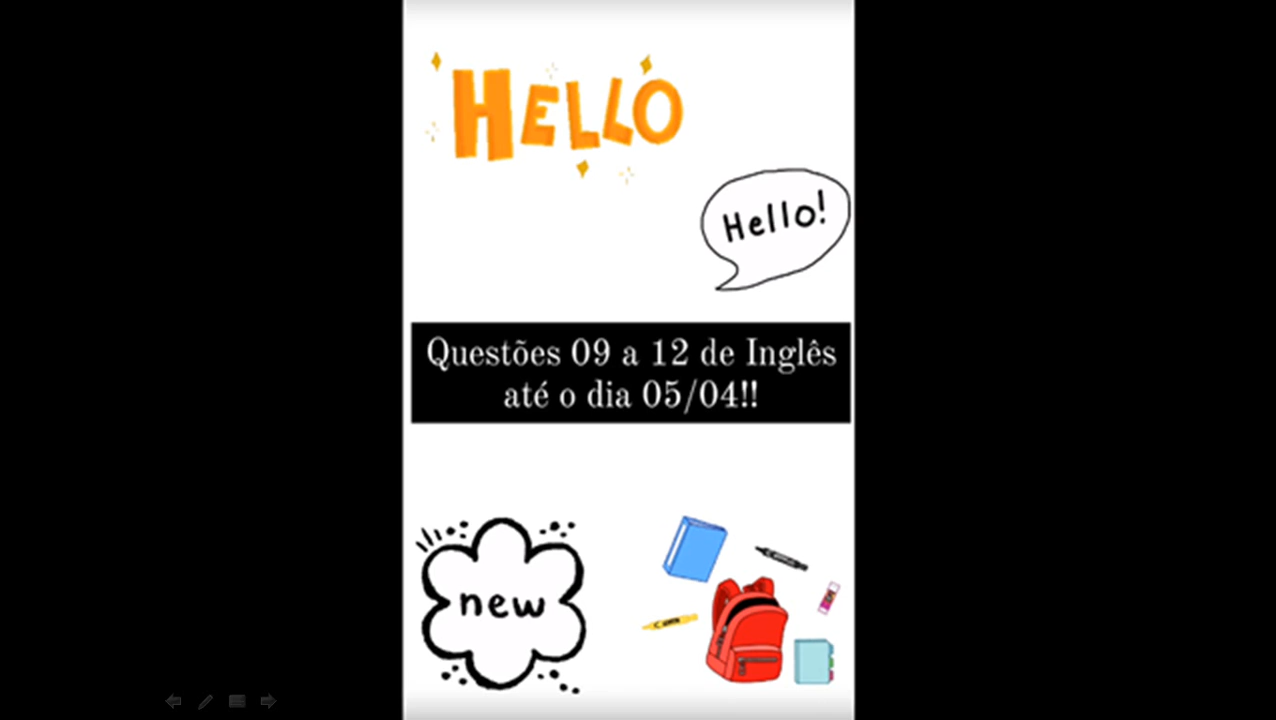 HELLO
Hello!
Questões 09 a 12 de Inglês
até o dia 05/04!!
new